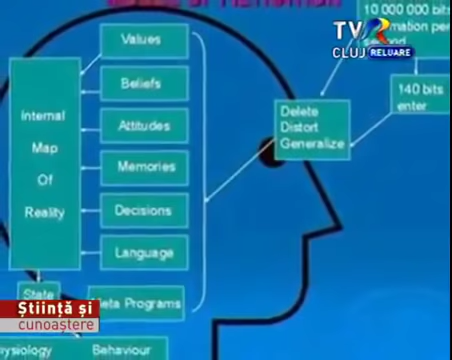 10 000 000 bits
TVR
CLUJ RELUARE
Values
140 bits
enter
Beliefs
Delete
Distort
Generalize
Internal
Map
Of
Reality
Attitudes
Memories
Decisions
Language
State
Știință și
cunoaștere
Behaviour
Programs